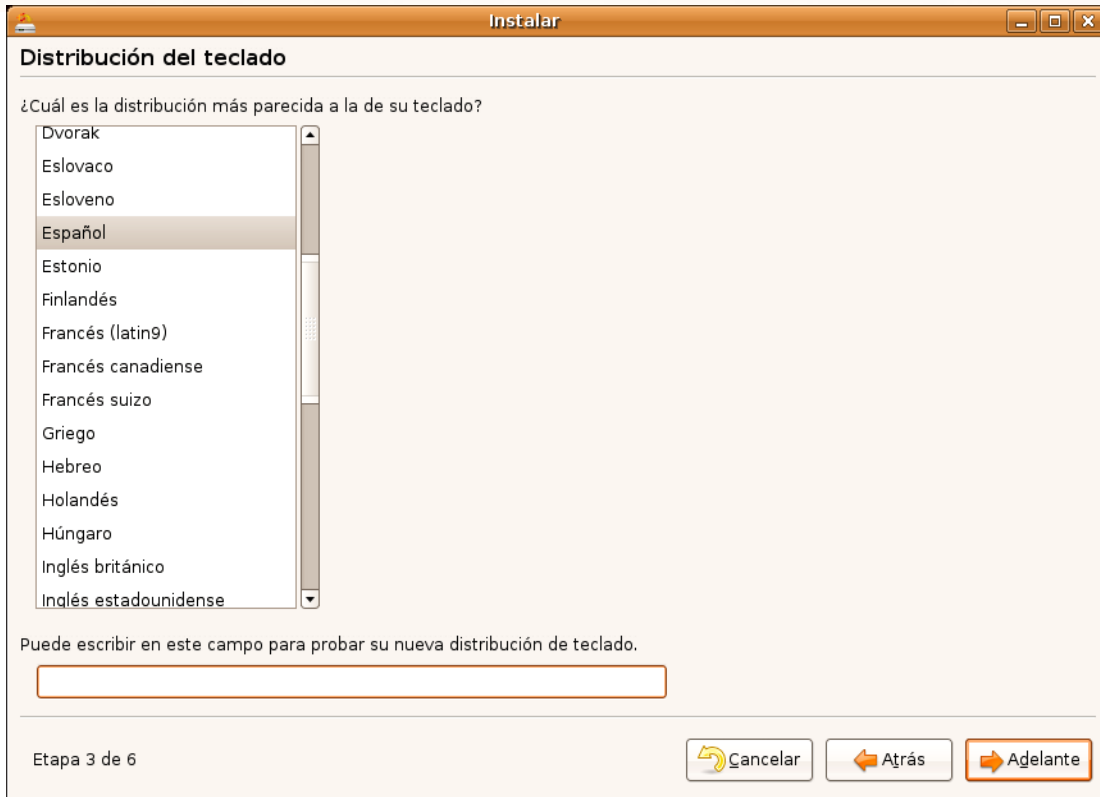 Instalar
Distribución del teclado
¿Cuál es la distribución más parecida a la de su teclado?
Dvorak
Eslovaco
Esloveno
Español
Estonio
Finlandés
Francés (latin9)
Francés canadiense
Francés suizo
Griego
Hebreo
Holandés
Húngaro
Inglés británico
Inglés estadounidense
Puede escribir en este campo para probar su nueva distribución de teclado.
Etapa 3 de 6
Cancelar
Atrás
Adelante